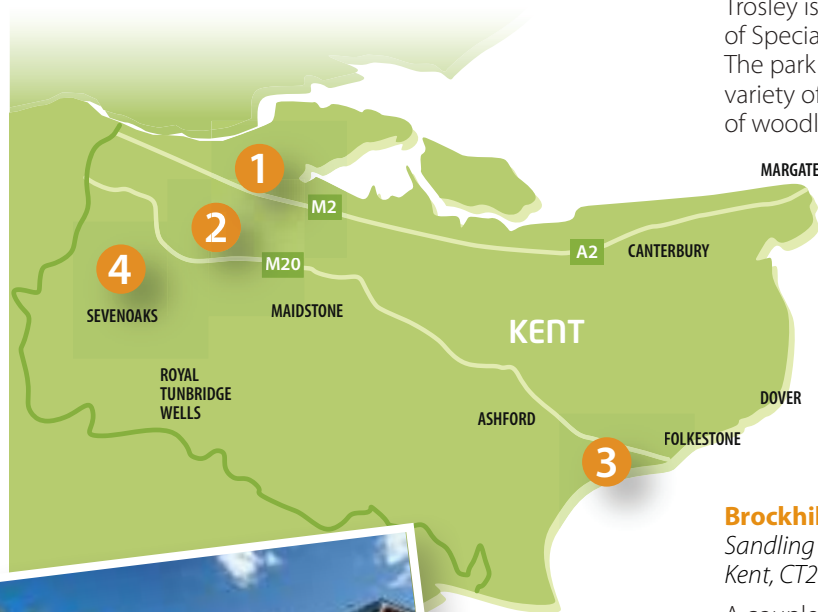 Trosley is
of Specia
The park
variety of
of woodl
MARGATE
1
M2
2
A2
CANTERBURY
M20
4
SEVENOAKS
MAIDSTONE
KENT
ROYAL
TUNBRIDGE
WELLS
DOVER
ASHFORD
FOLKESTONE
3
Brockhil
Sandling
Kent, CT2